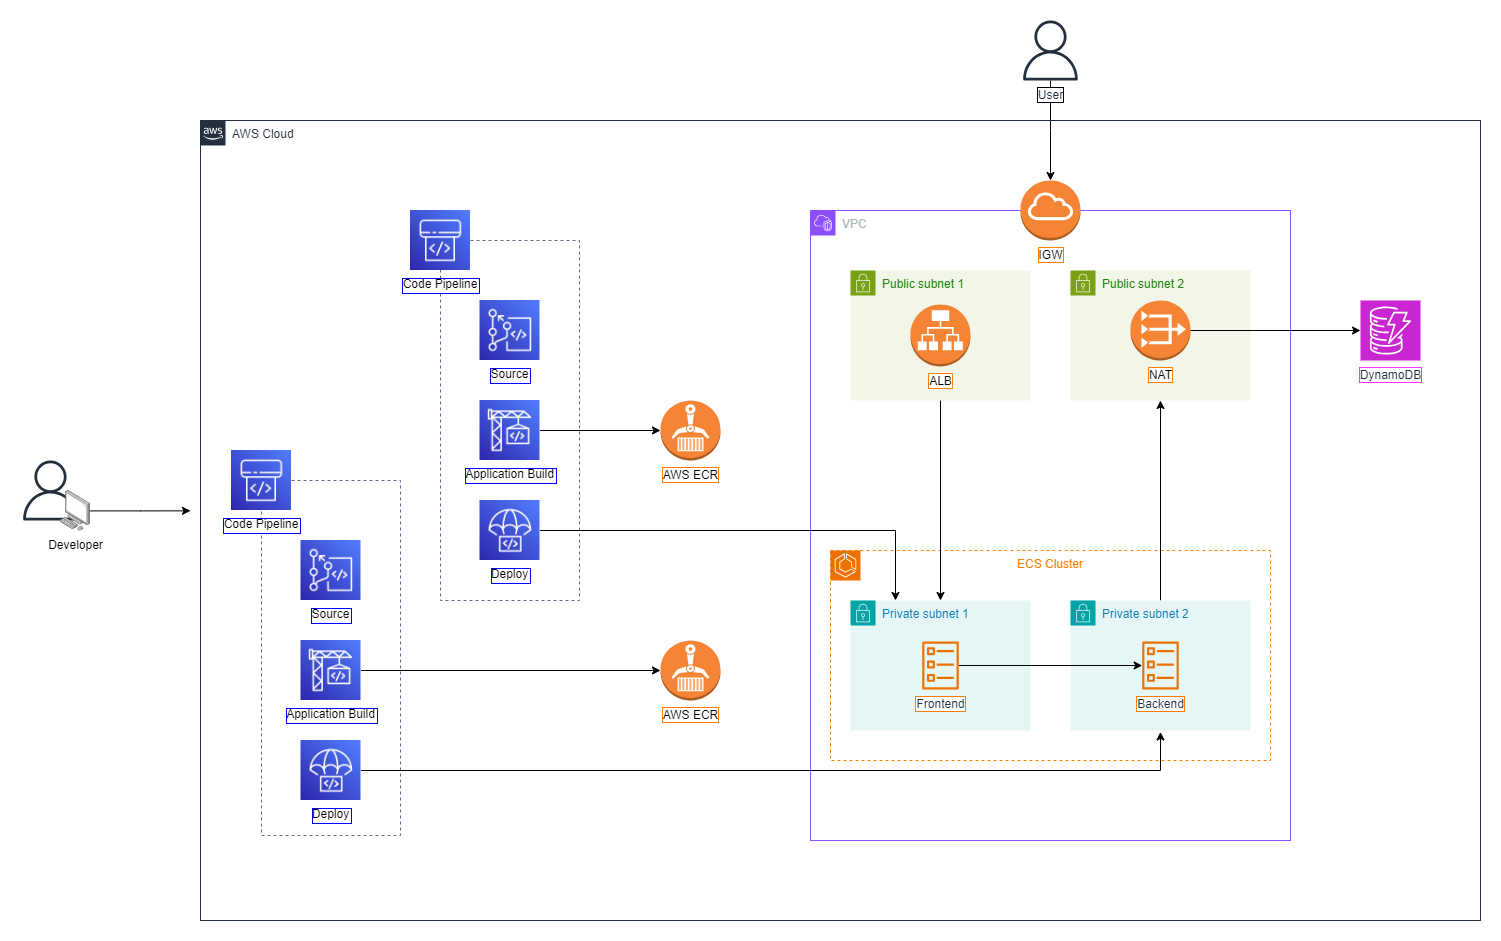 User
aws
AWS Cloud
VPC
IGW
Code Pipeline
Public subnet 1
Public subnet 2
Source
ALB
NAT
DynamoDB
Application Build
AWS ECR
Code Pipeline
Developer
Deploy
ECS Cluster
Source
Private subnet 1
Private subnet 2
Application Build
AWS ECR
Frontend
Backend
Deploy